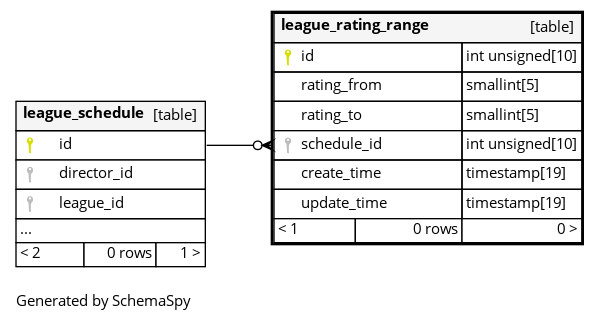 league_rating_range [table]
id int unsigned[10]
rating_from smallint[5]
rating_to smallint[5]
schedule_id int unsigned[10]
create_time timestamp[19]
update_time timestamp[19]
< 1 0 rows 0 >
league_schedule [table]
id
director_id
league_id
...
< 2 0 rows 1 >
Generated by SchemaSpy